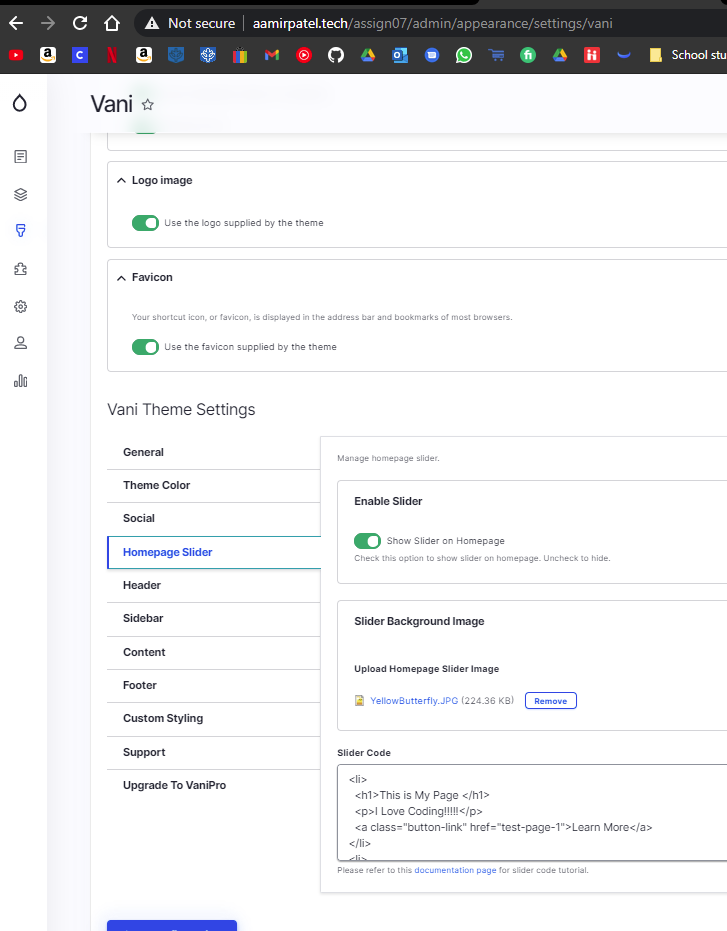 Not secure aamirpatel.tech/assign07/admin/appearance/settings/vani
School stu
Vani
Logo image
Use the logo supplied by the theme
Favicon
Your shortcut icon, or favicon, is displayed in the address bar and bookmarks of most browsers.
Use the favicon supplied by the theme
Vani Theme Settings
General
Theme Color
Social
Homepage Slider
Header
Sidebar
Content
Footer
Custom Styling
Support
Upgrade To VaniPro
Manage homepage slider.
Enable Slider
Show Slider on Homepage
Check this option to show slider on homepage. Uncheck to hide.
Slider Background Image
Upload Homepage Slider Image
YellowButterfly.JPG (224.36 KB) Remove
Slider Code
<li>
<h1>This is My Page </h1>
<p>I Love Coding!!!!!</p>
<a class="button-link" href="test-page-1">Learn More</a>
</li>
<li>
Please refer to this documentation page for slider code tutorial.